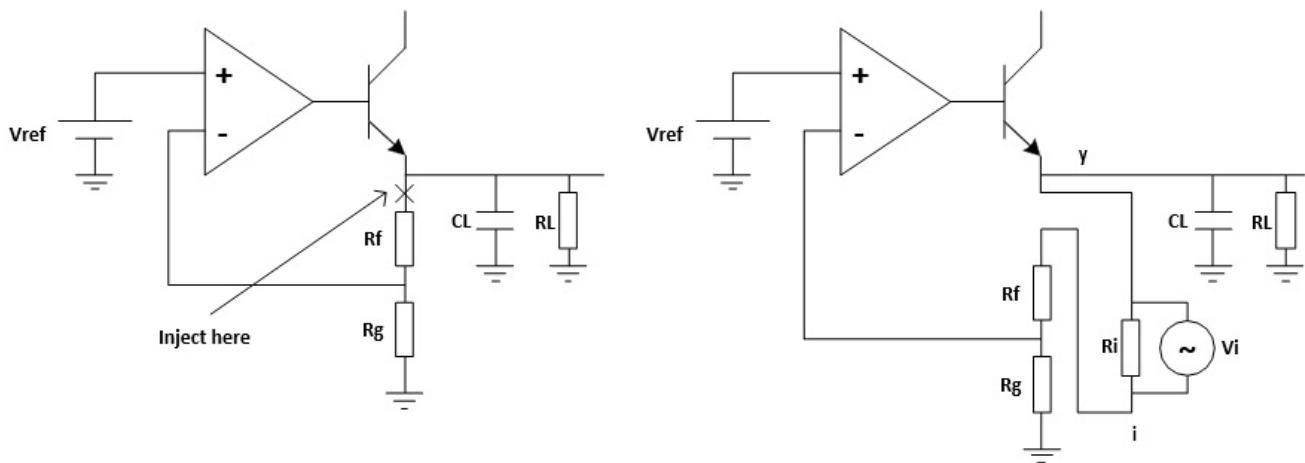 +
-
Vref
Rf
CL
RL
Rg
Inject here
+
-
Vref
y
CL
RL
Rf
Ri
~
Vi
Rg
i